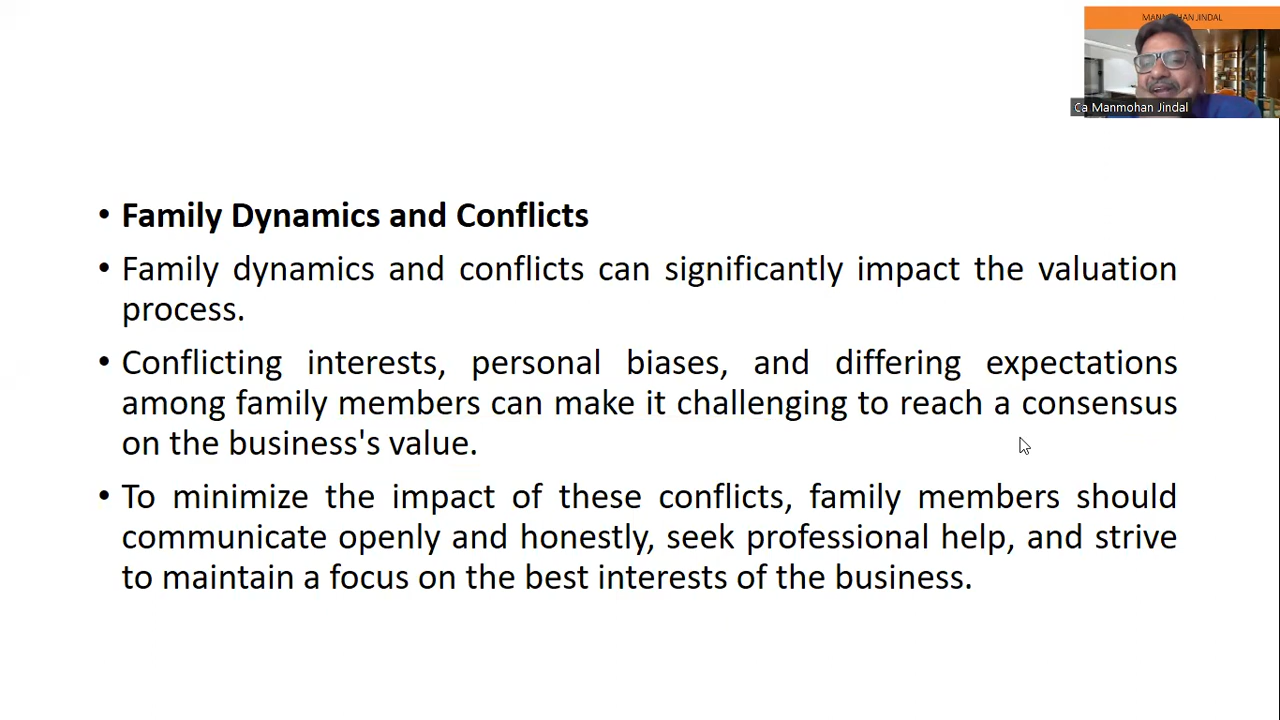 MANMOHAN JINDAL
Ca Manmohan Jindal
• Family Dynamics and Conflicts
• Family dynamics and conflicts can significantly impact the valuation
process.
• Conflicting interests, personal biases, and differing expectations
among family members can make it challenging to reach a consensus
on the business's value.
• To minimize the impact of these conflicts, family members should
communicate openly and honestly, seek professional help, and strive
to maintain a focus on the best interests of the business.